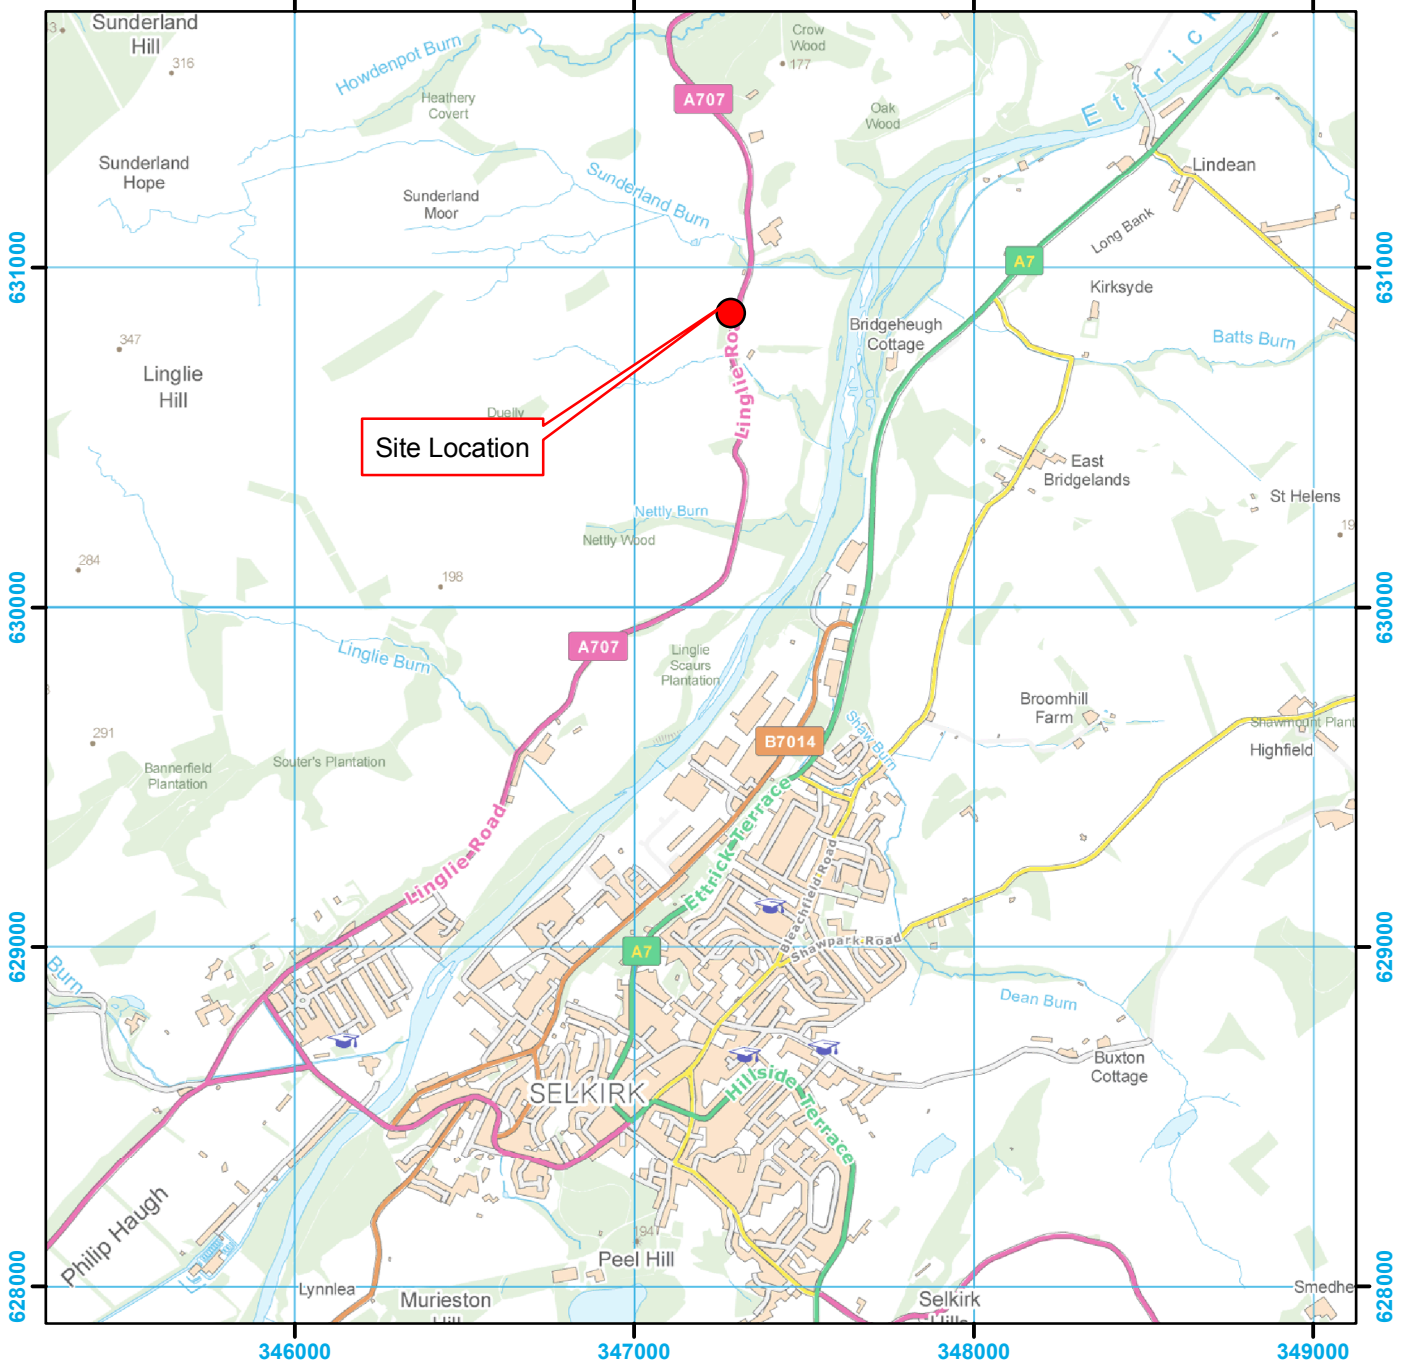 Sunderland
Hill
316
Howdenpot Burn
Heathery
Covert
A707
Crow
Wood
177
Oak
Wood
Lindean
Sunderland
Hope
Sunderland
Moor
Sunderland Burn
Long Bank
631000
631000
A7
Kirksyde
Bridgeheugh
Cottage
Batts Burn
347
Linglie
Hill
Duelly
Site Location
Linglie Road
East
Bridgelands
St Helens
Nettly Burn
Nettly Wood
284
198
630000
630000
Linglie Burn
A707
Linglie
Scaurs
Plantation
Broomhill
Farm
Shaw Burn
B7014
Highfield
291
Bannerfield
Plantation
Souter's Plantation
Linglie Road
Ettrick Terrace
Bleachfield Road
Shawpark Road
629000
629000
A7
Burn
Dean Burn
Buxton
Cottage
SELKIRK
Hillside Terrace
Philip Haugh
194
Peel Hill
628000
628000
Lynnlea
Murieston
Hill
Selkirk
Hills
346000
347000
348000
349000